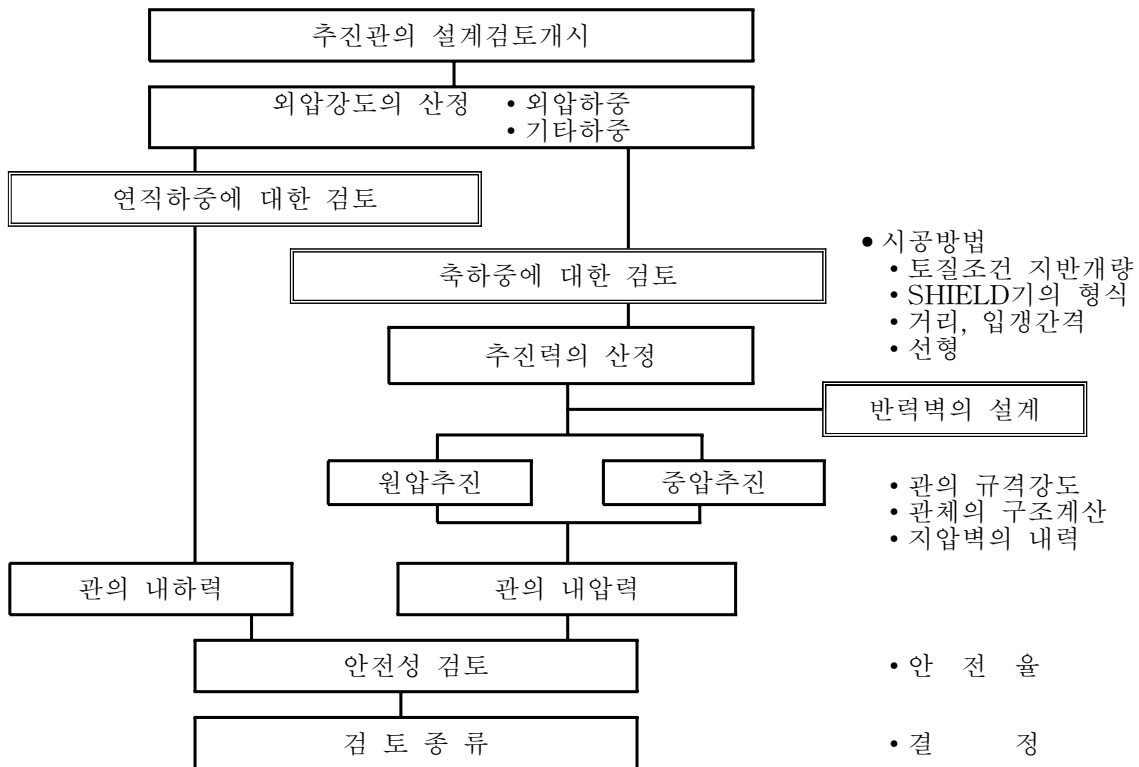 추진관의 설계검토개시
외압강도의 산정 • 외압하중
• 기타하중
연직하중에 대한 검토
축하중에 대한 검토
● 시공방법
• 토질조건 지반개량
• SHIELD기의 형식
• 거리, 입갱간격
• 선형
추진력의 산정
반력벽의 설계
원압추진
중압추진
• 관의 규격강도
• 관체의 구조계산
• 지압벽의 내력
관의 내하력
관의 내압력
안전성 검토
• 안 전 율
검 토 종 류
• 결 정